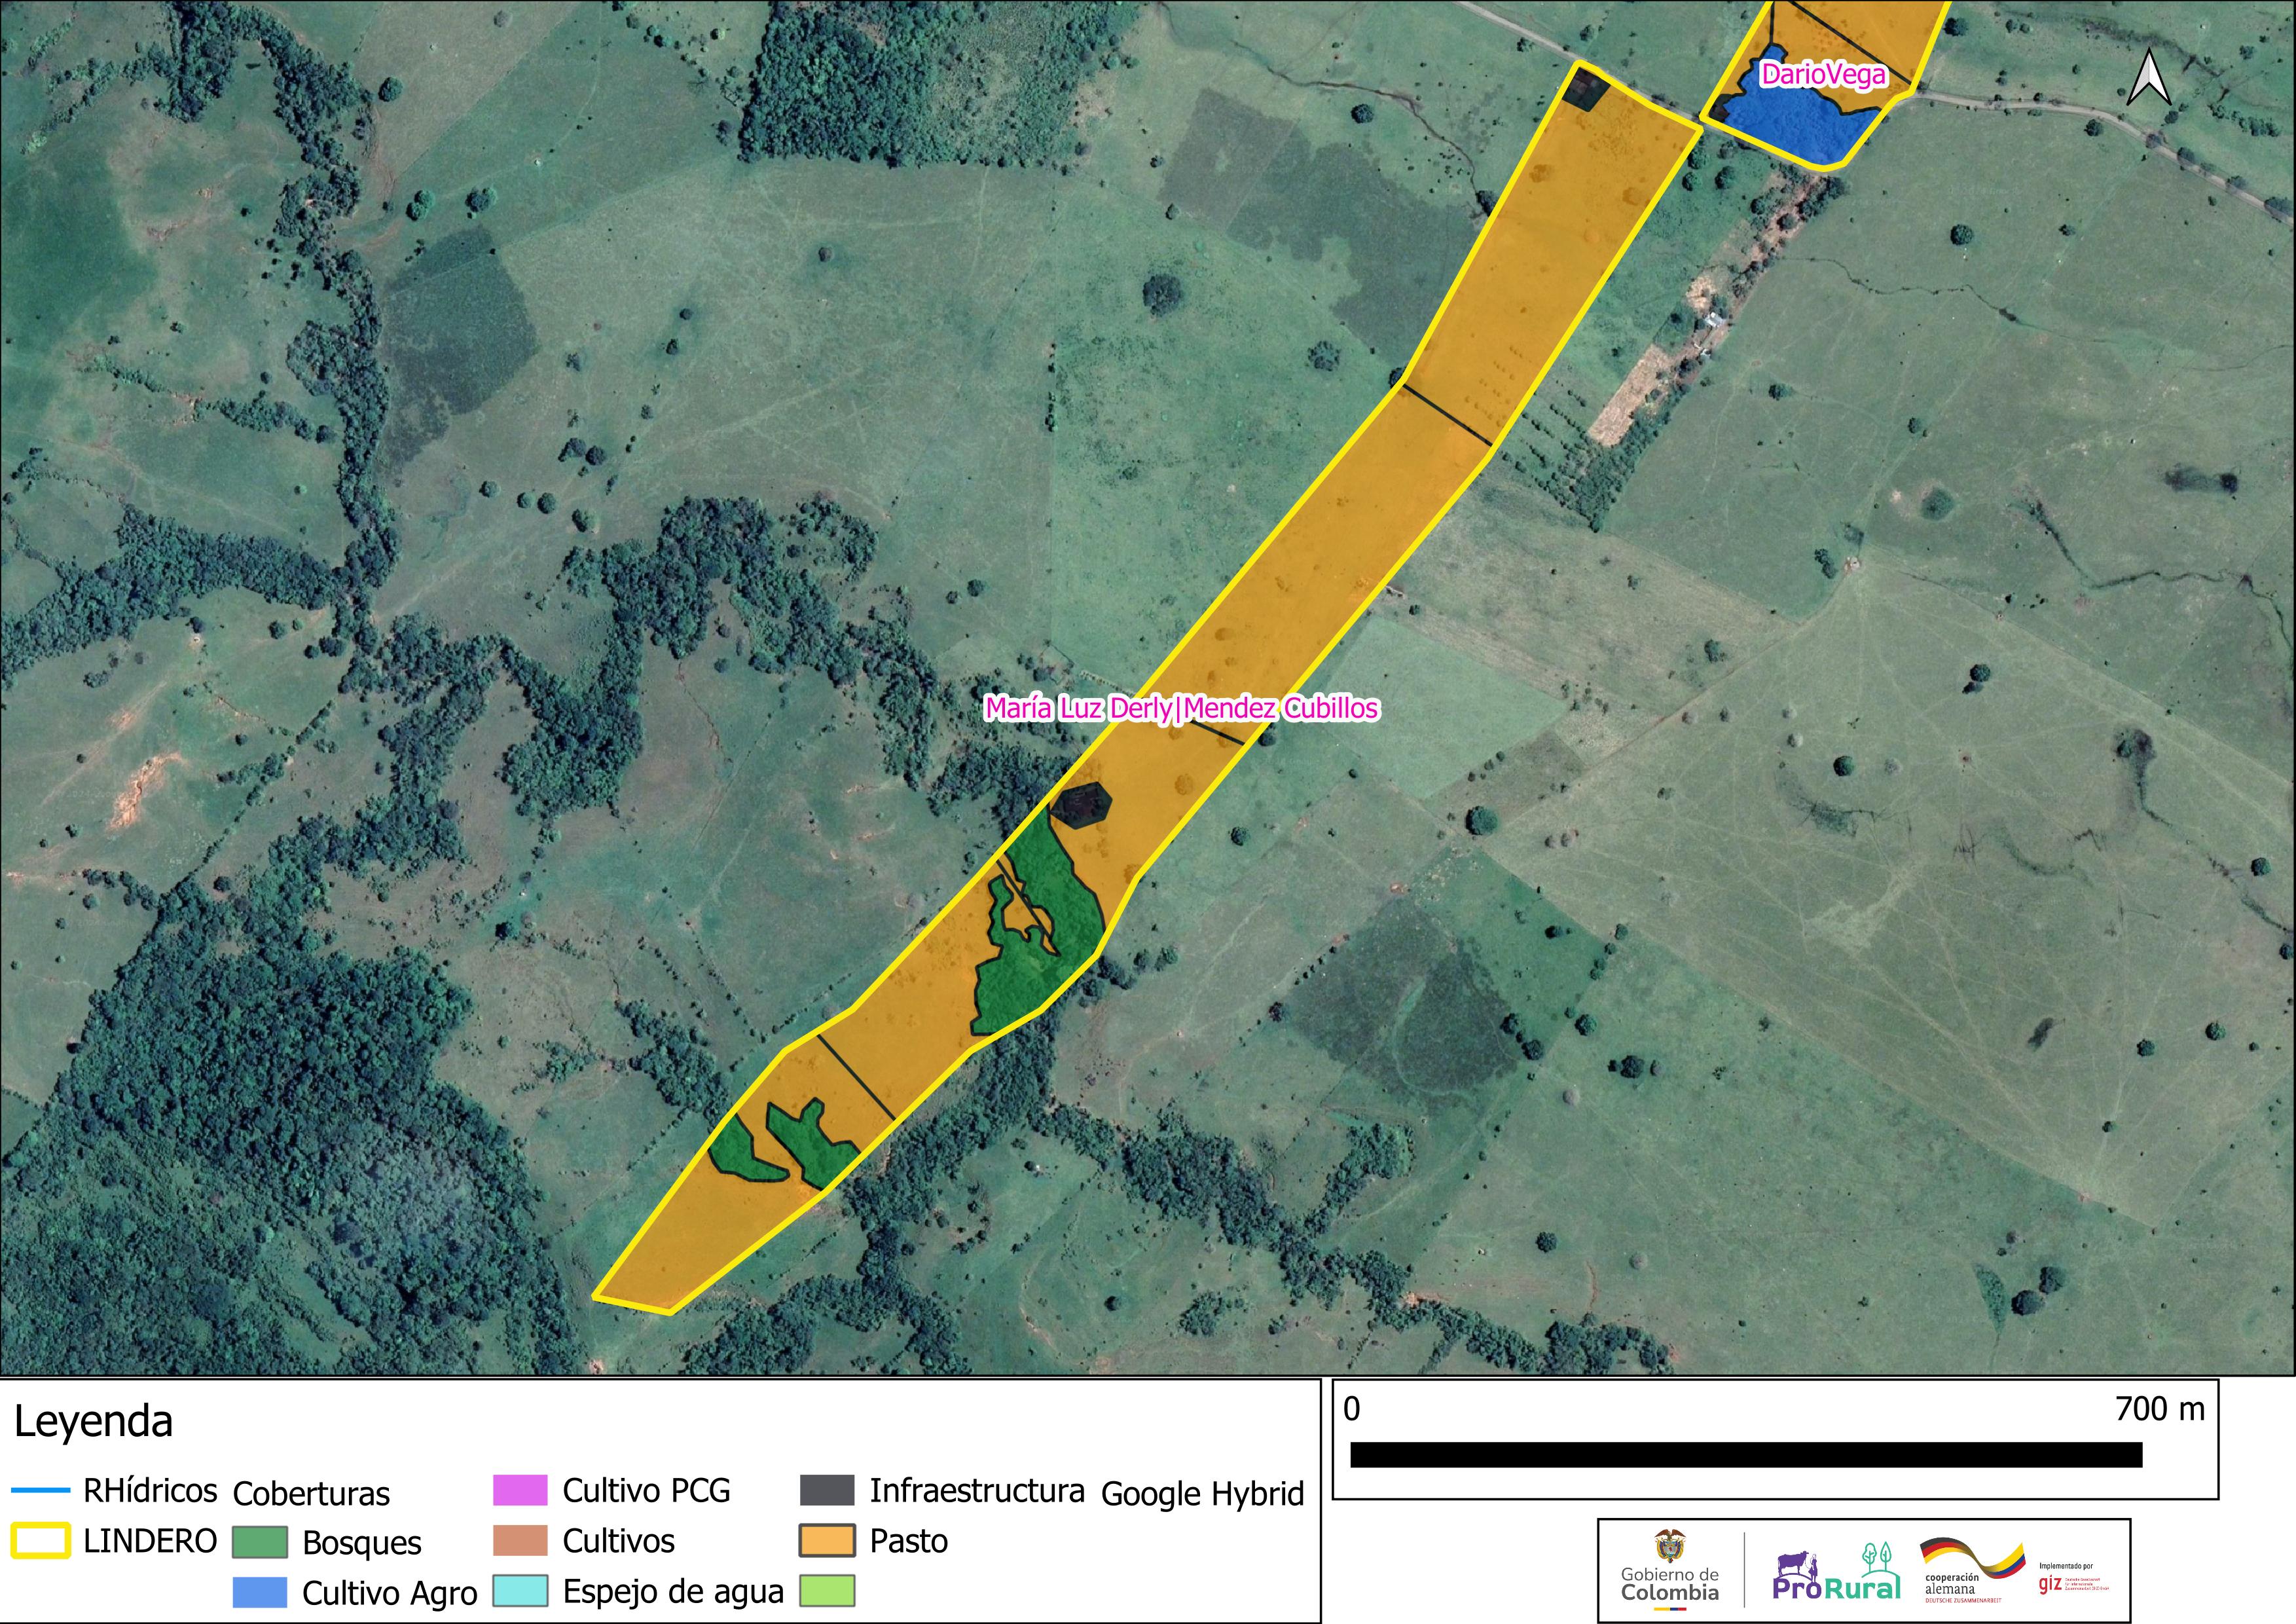 DarioVega
María Luz Derly|Mendez Cubillos
Leyenda
RHídricos
LINDERO
Coberturas
Bosques
Cultivo Agro
Cultivo PCG
Cultivos
Espejo de agua
Infraestructura
Pasto
Google Hybrid
0 700 m
Gobierno de
Colombia
ProRural
cooperación
alemana
DEUTSCHE ZUSAMMENARBEIT
Implementado por
giz